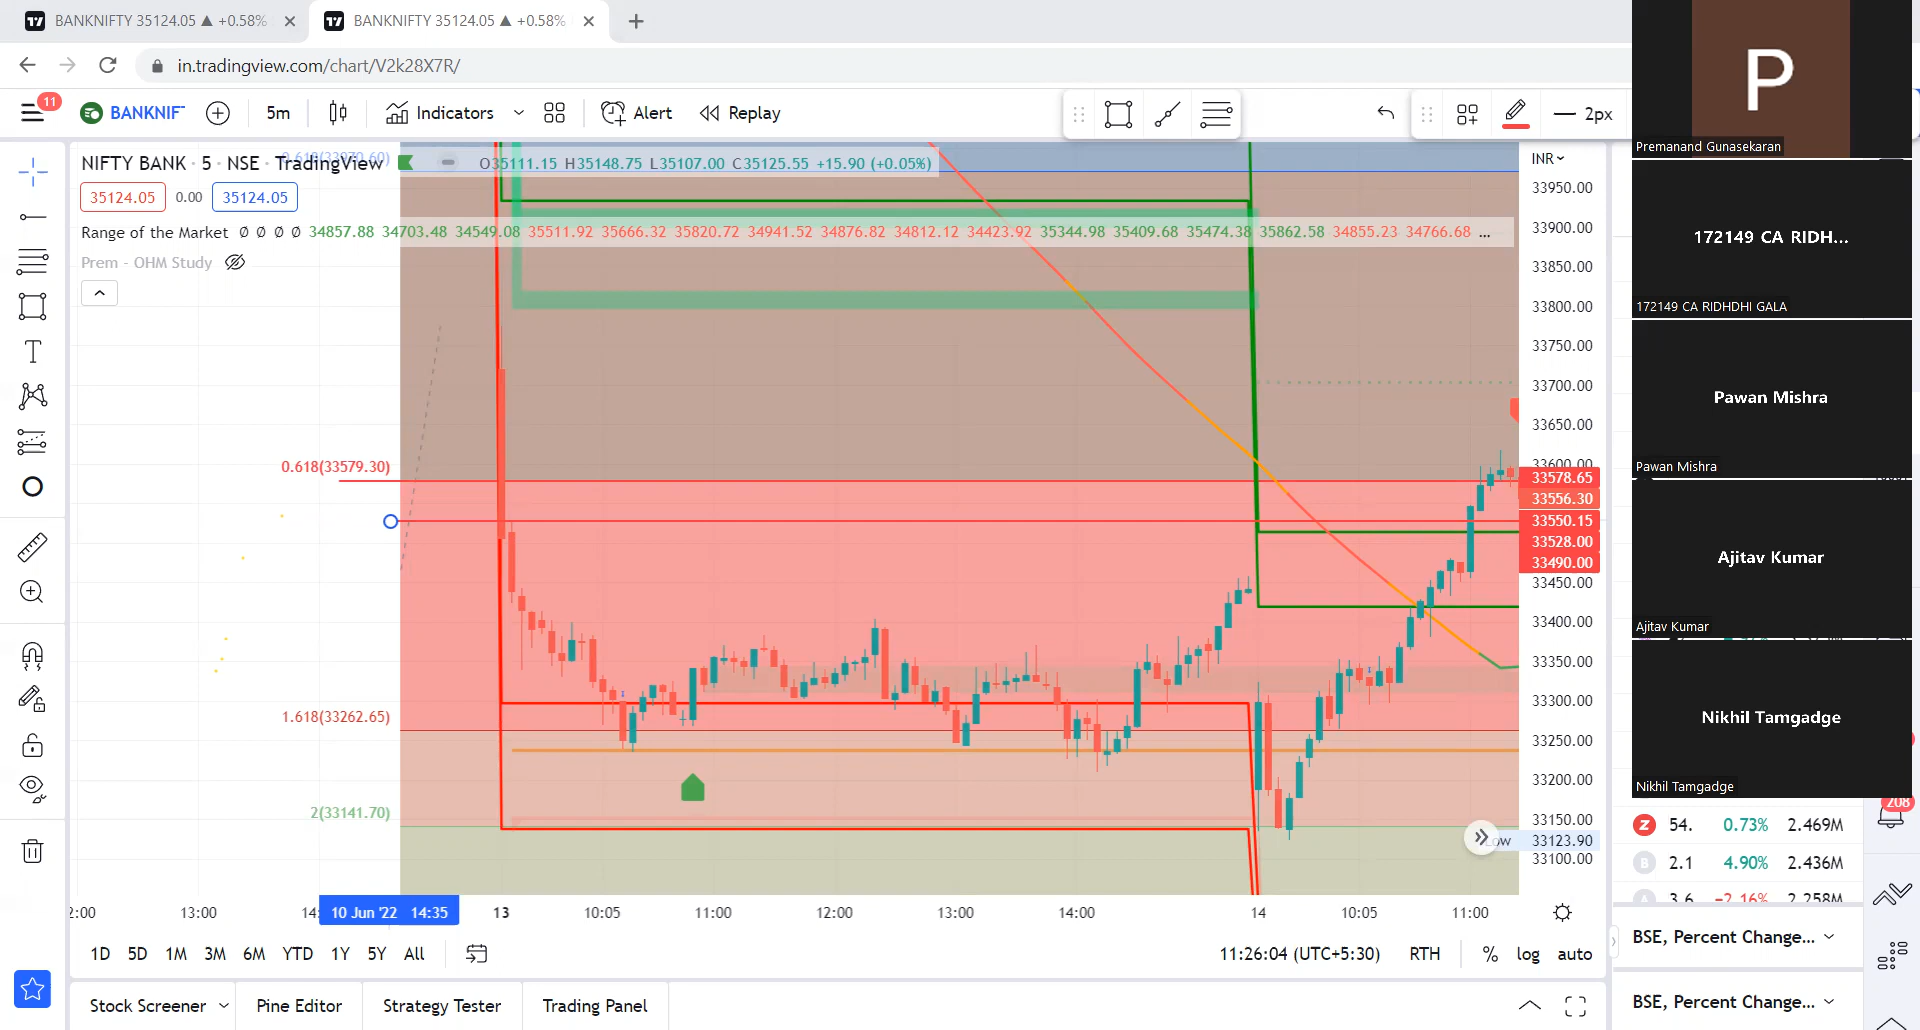 BANKNIFTY 35124.05 ▲ +0.58%
BANKNIFTY 35124.05 ▲ +0.58%
in.tradingview.com/chart/V2k28X7R/
11
BANKNIF
5m
Indicators
Alert
Replay
2px
NIFTY BANK · 5 · NSE · TradingView
O35111.15 H35148.75 L35107.00 C35125.55 +15.90 (+0.05%)
INR
35124.05
0.00
35124.05
Range of the Market Ø Ø Ø Ø 34857.88 34703.48 34549.08 35511.92 35666.32 35820.72 34941.52 34876.82 34812.12 34423.92 35344.98 35409.68 35474.38 35862.58 34855.23 34766.68 ...
Prem - OHM Study
0.618(33579.30)
1.618(33262.65)
2(33141.70)
33950.00
33900.00
33850.00
33800.00
33750.00
33700.00
33650.00
33600.00
33578.65
33556.30
33550.15
33528.00
33490.00
33450.00
33400.00
33350.00
33300.00
33250.00
33200.00
33150.00
33123.90
33100.00
13:00
10 Jun '22 14:35
13
10:05
11:00
12:00
13:00
14:00
14
10:05
11:00
1D 5D 1M 3M 6M YTD 1Y 5Y All
11:26:04 (UTC+5:30)
RTH
%
log
auto
Stock Screener
Pine Editor
Strategy Tester
Trading Panel
P
Premanand Gunasekaran
172149 CA RIDH...
172149 CA RIDHDHI GALA
Pawan Mishra
Pawan Mishra
Ajitav Kumar
Ajitav Kumar
Nikhil Tamgadge
Nikhil Tamgadge
208
Z 54. 0.73% 2.469M
B 2.1 4.90% 2.436M
3.6 −2.16% 2.258M
BSE, Percent Change...
BSE, Percent Change...